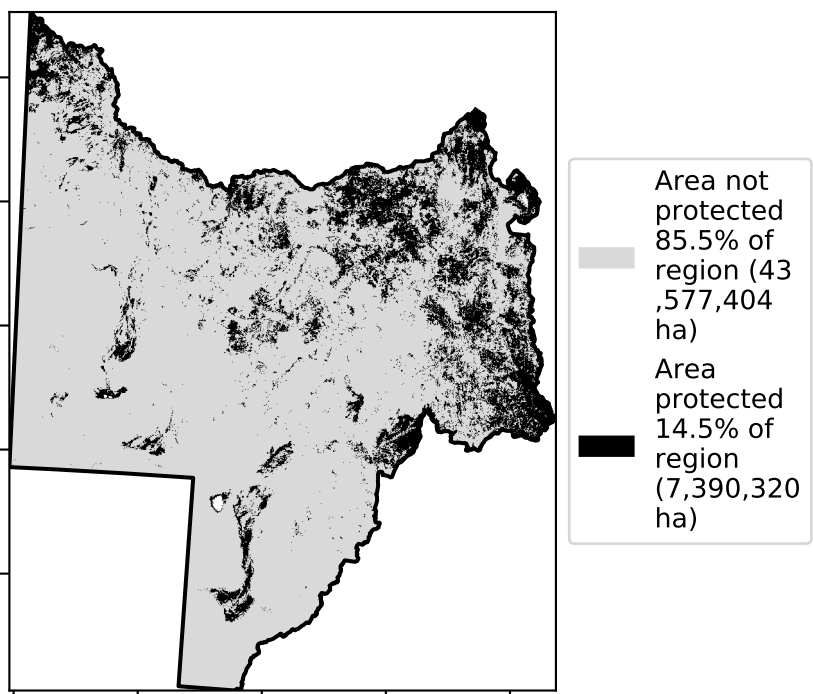 Area not
protected
85.5% of
region (43
,577,404
ha)
Area
protected
14.5% of
region
(7,390,320
ha)